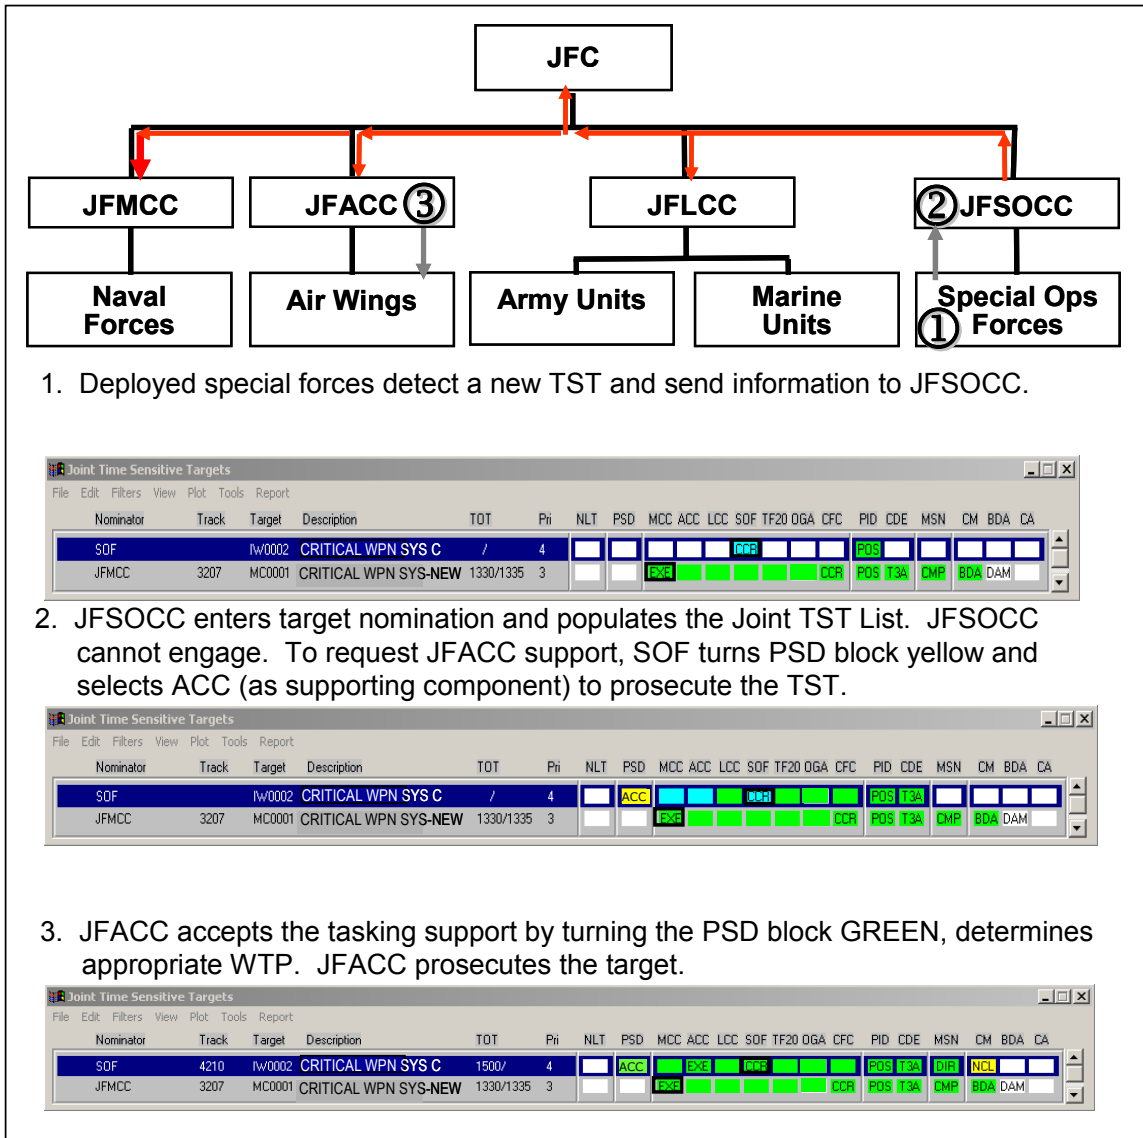 JFC
JFMCC
JFACC ③
JFLCC
② JFSOCC
Naval
Forces
Air Wings
Army Units
Marine
Units
Special Ops
① Forces
1. Deployed special forces detect a new TST and send information to JFSOCC.
Joint Time Sensitive Targets
File Edit Filters View Plot Tools Report
Nominator Track Target Description TOT Pri NLT PSD MCC ACC LCC SOF TF20 OGA CFC PID CDE MSN CM BDA CA
SOF IW0002 CRITICAL WPN SYS C / 4 CCR POS
JFMCC 3207 MC0001 CRITICAL WPN SYS-NEW 1330/1335 3 EXE CCR POS T3A CMP BDA DAM
2. JFSOCC enters target nomination and populates the Joint TST List. JFSOCC
cannot engage. To request JFACC support, SOF turns PSD block yellow and
selects ACC (as supporting component) to prosecute the TST.
Joint Time Sensitive Targets
File Edit Filters View Plot Tools Report
Nominator Track Target Description TOT Pri NLT PSD MCC ACC LCC SOF TF20 OGA CFC PID CDE MSN CM BDA CA
SOF IW0002 CRITICAL WPN SYS C / 4 ACC CCR POS T3A
JFMCC 3207 MC0001 CRITICAL WPN SYS-NEW 1330/1335 3 EXE CCR POS T3A CMP BDA DAM
3. JFACC accepts the tasking support by turning the PSD block GREEN, determines
appropriate WTP. JFACC prosecutes the target.
Joint Time Sensitive Targets
File Edit Filters View Plot Tools Report
Nominator Track Target Description TOT Pri NLT PSD MCC ACC LCC SOF TF20 OGA CFC PID CDE MSN CM BDA CA
SOF 4210 IW0002 CRITICAL WPN SYS C 1500/ 4 ACC EXE CCR POS T3A DIR NCL
JFMCC 3207 MC0001 CRITICAL WPN SYS-NEW 1330/1335 3 EXE CCR POS T3A CMP BDA DAM